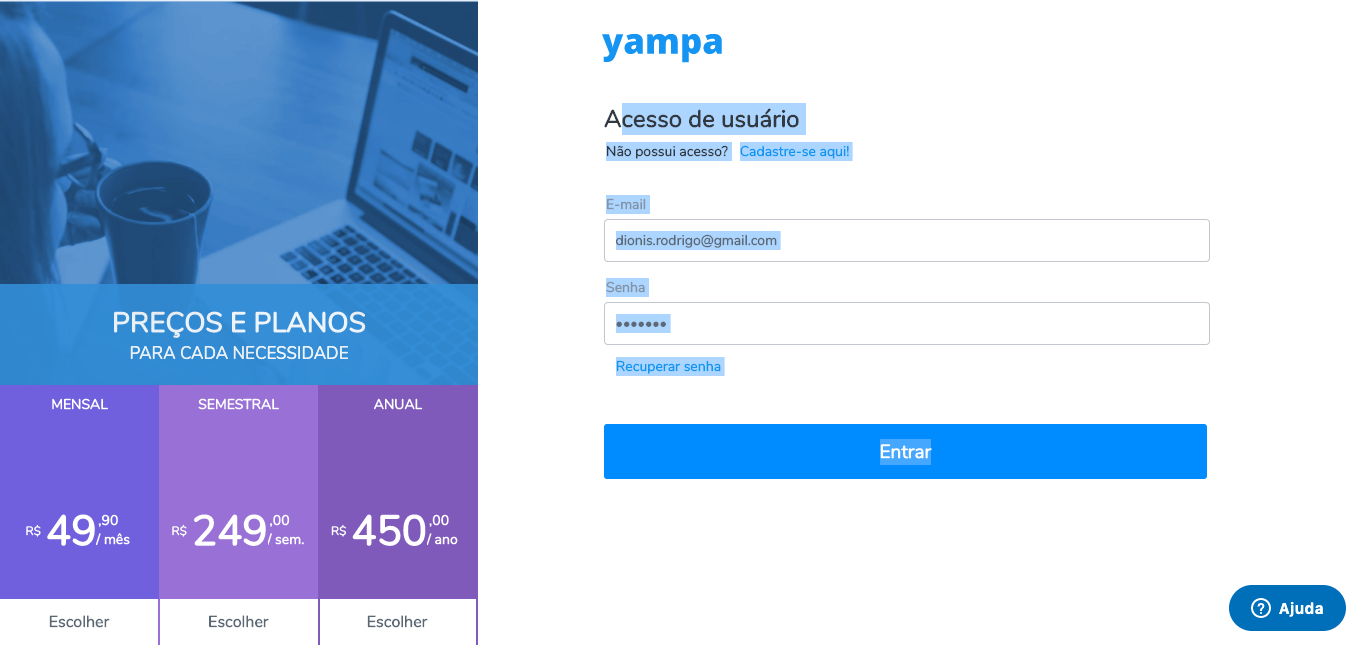 yampa
Acesso de usuário
Não possui acesso? Cadastre-se aqui!
E-mail
dionis.rodrigo@gmail.com
Senha
•••••••
Recuperar senha
Entrar
PREÇOS E PLANOS
PARA CADA NECESSIDADE
MENSAL
R$ 49,90 / mês
Escolher
SEMESTRAL
R$ 249,00 / sem.
Escolher
ANUAL
R$ 450,00 / ano
Escolher
Ajuda